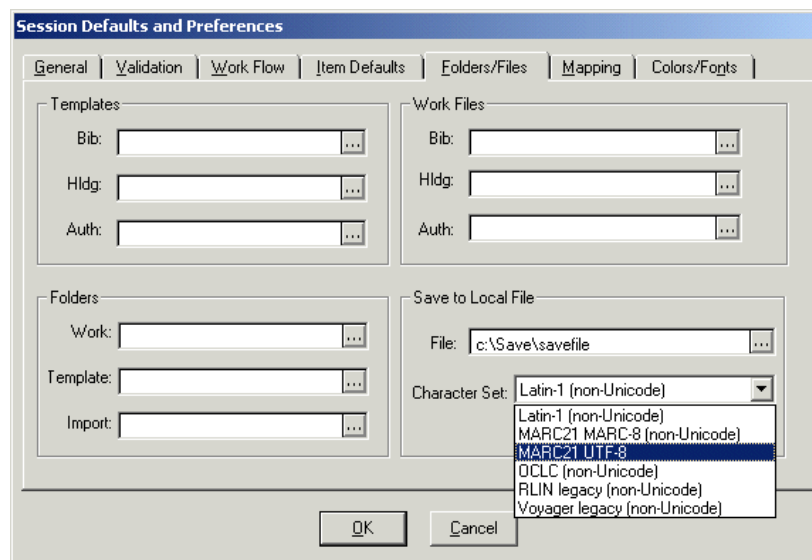 Session Defaults and Preferences
General Validation Work Flow Item Defaults Folders/Files Mapping Colors/Fonts
Templates
Bib: ...
Hldg: ...
Auth: ...
Work Files
Bib: ...
Hldg: ...
Auth: ...
Folders
Work: ...
Template: ...
Import: ...
Save to Local File
File: c:\Save\savefile ...
Character Set: Latin-1 (non-Unicode)
Latin-1 (non-Unicode)
MARC21 MARC-8 (non-Unicode)
MARC21 UTF-8
OCLC (non-Unicode)
RLIN legacy (non-Unicode)
Voyager legacy (non-Unicode)
OK Cancel